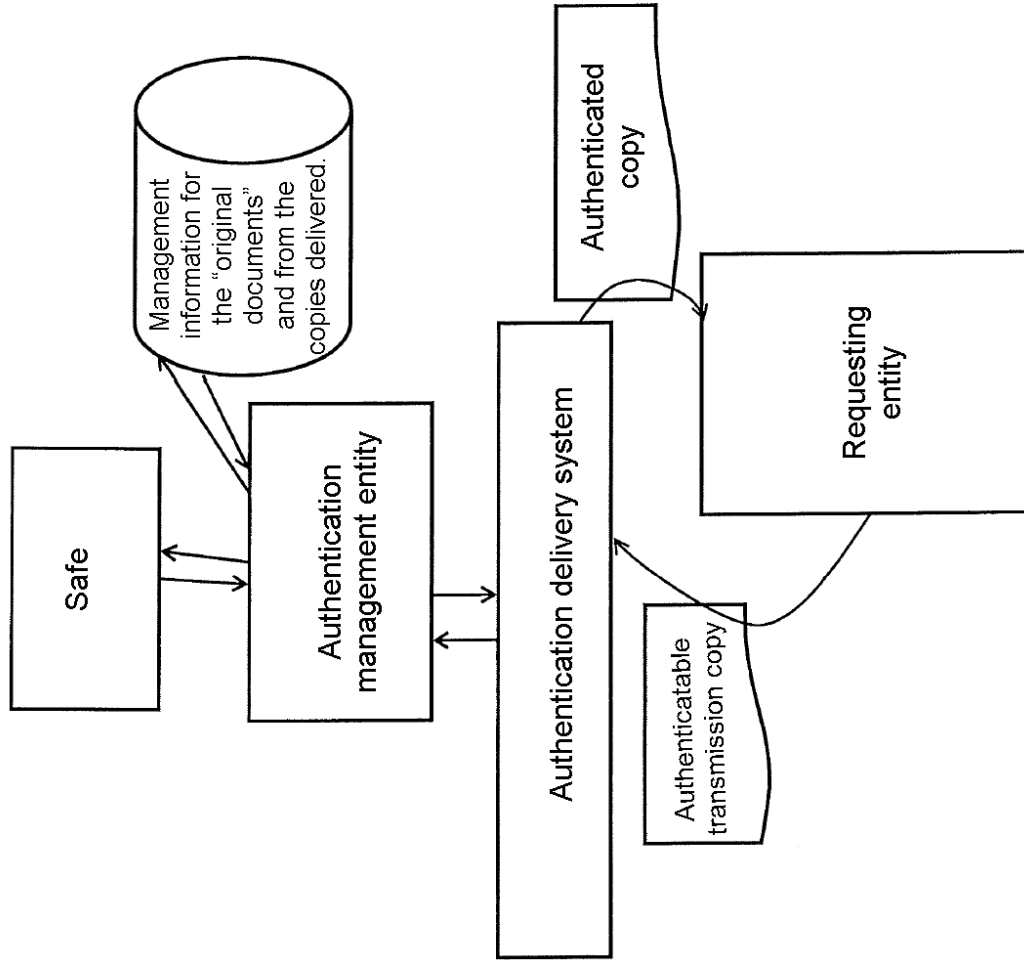 Safe
Management
information for
the “original
documents”
and from the
copies delivered.
Authentication
management entity
Authentication delivery system
Authenticated
copy
Authenticatable
transmission copy
Requesting
entity